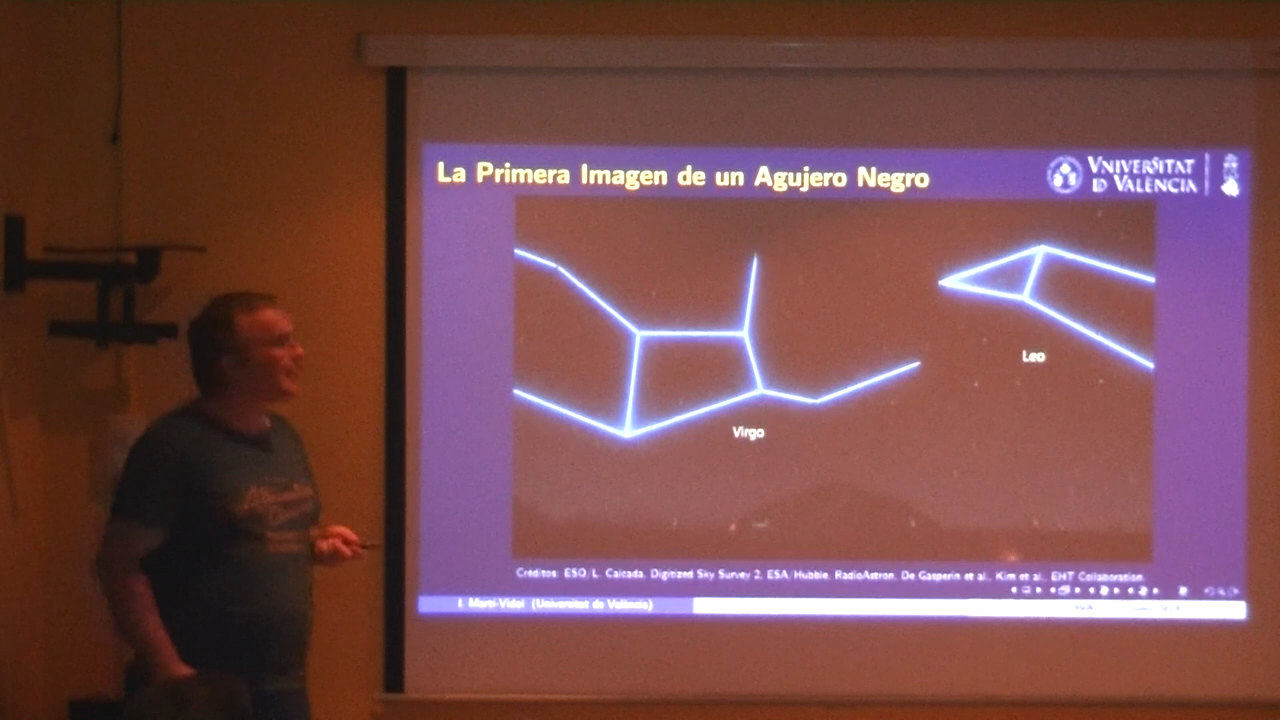 La Primera Imagen de un Agujero Negro
VNIVERSITAT
ID VALÈNCIA
Leo
Virgo
Créditos: ESO/L. Calcada, Digitized Sky Survey 2, ESA/Hubble, RadioAstron, De Gasperin et al., Kim et al., EHT Collaboration
I. Martí-Vidal (Universitat de València)